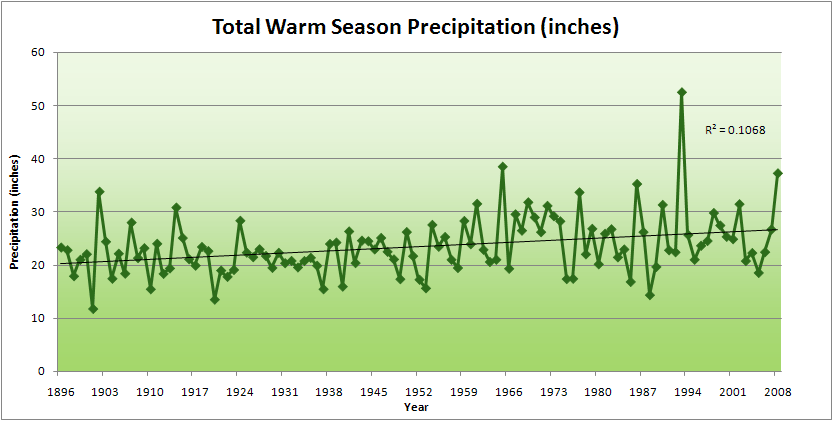 Total Warm Season Precipitation (inches)
60
50
40
30
20
10
0
Precipitation (inches)
R² = 0.1068
1896 1903 1910 1917 1924 1931 1938 1945 1952 1959 1966 1973 1980 1987 1994 2001 2008
Year